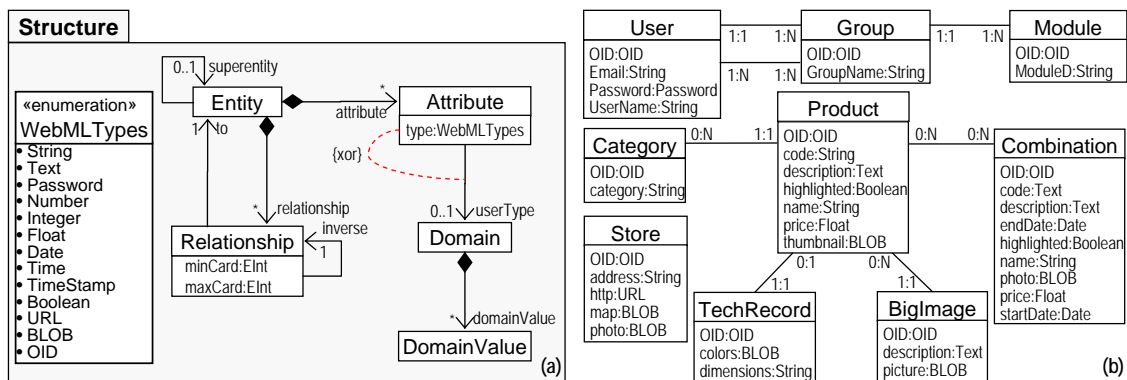 Structure
0..1
superentity
Entity
*
attribute
Attribute
type:WebMLTypes
{xor}
«enumeration»
WebMLTypes
• String
• Text
• Password
• Number
• Integer
• Float
• Date
• Time
• TimeStamp
• Boolean
• URL
• BLOB
• OID
1
to
*
relationship
inverse
1
Relationship
minCard:EInt
maxCard:EInt
0..1
userType
Domain
*
domainValue
DomainValue
(a)
User
OID:OID
Email:String
Password:Password
UserName:String
1:1
1:N
1:N
1:N
Group
OID:OID
GroupName:String
1:1
1:N
Module
OID:OID
ModuleD:String
Category
OID:OID
category:String
0:N
1:1
Product
OID:OID
code:String
description:Text
highlighted:Boolean
name:String
price:Float
thumbnail:BLOB
0:N
0:N
Combination
OID:OID
code:Text
description:Text
endDate:Date
highlighted:Boolean
name:String
photo:BLOB
price:Float
startDate:Date
Store
OID:OID
address:String
http:URL
map:BLOB
photo:BLOB
0:1
1:1
TechRecord
OID:OID
colors:BLOB
dimensions:String
0:N
1:1
BigImage
OID:OID
description:Text
picture:BLOB
(b)